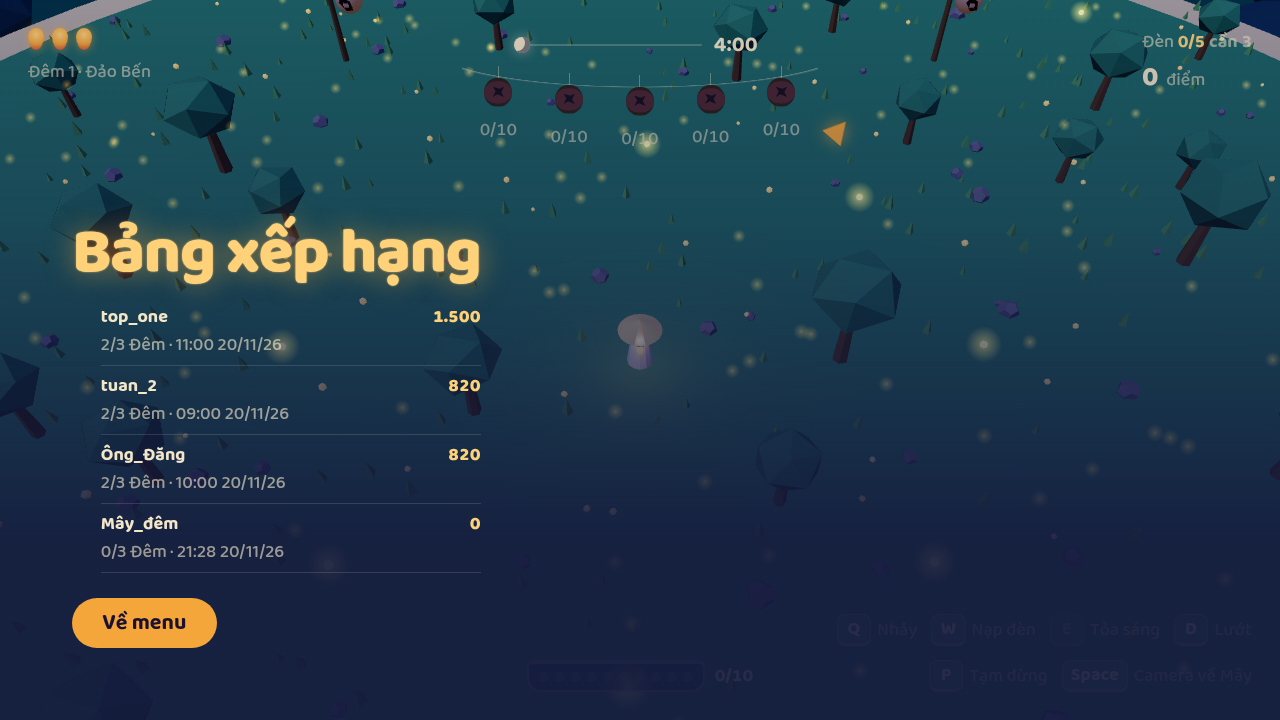 Đêm 1 · Đảo Bến
4:00
Đèn 0/5 cần 3
0 điểm
0/10
0/10
0/10
0/10
0/10
Bảng xếp hạng
top_one 1.500
2/3 Đêm · 11:00 20/11/26
tuan_2 820
2/3 Đêm · 09:00 20/11/26
Ông_Đăng 820
2/3 Đêm · 10:00 20/11/26
Mây_đêm 0
0/3 Đêm · 21:28 20/11/26
Về menu
Q Nhảy W Nạp đèn E Tỏa sáng D Lướt
P Tạm dừng Space Camera về Mây
0/10